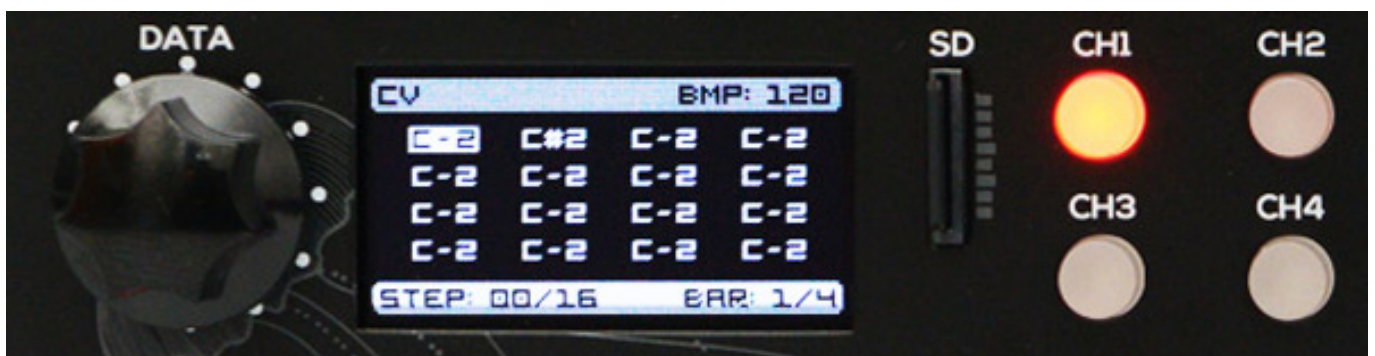 DATA
CV BMP: 120
C-2 C#2 C-2 C-2
C-2 C-2 C-2 C-2
C-2 C-2 C-2 C-2
C-2 C-2 C-2 C-2
STEP: 00/16 BAR: 1/4
SD
CH1 CH2
CH3 CH4